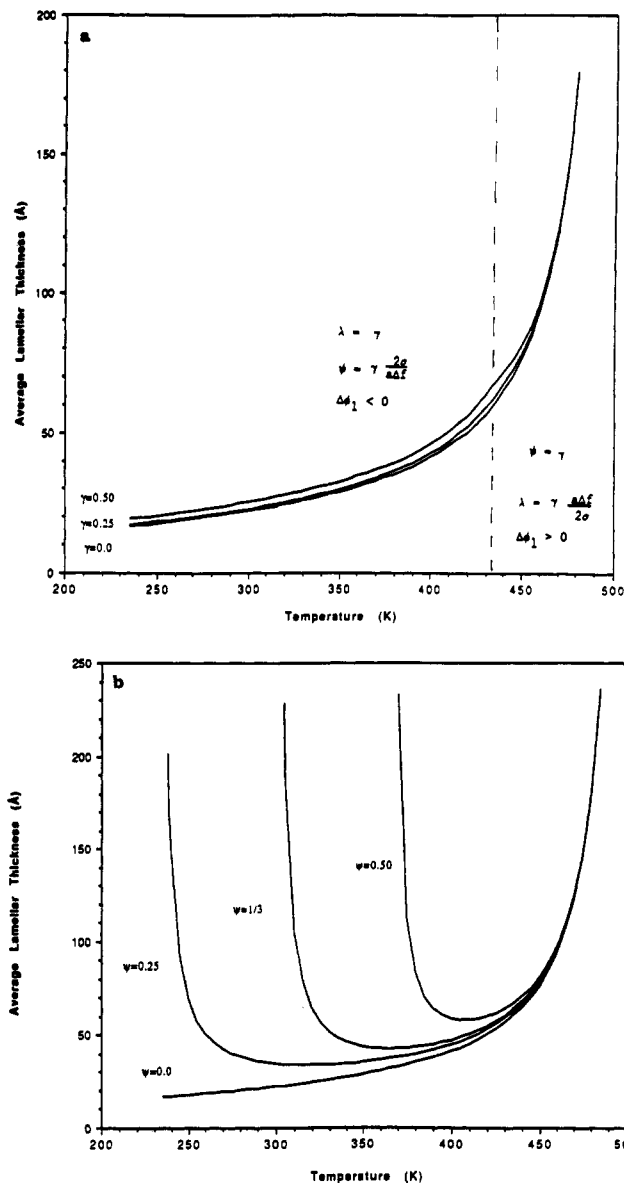 a
200
150
100
50
0
Average Lamellar Thickness (Å)
λ = γ
ψ = γ 2σ / aΔf
Δφ₁ < 0
ψ = γ
λ = γ aΔf / 2σ
Δφ₁ > 0
γ=0.50
γ=0.25
γ=0.0
200 250 300 350 400 450 500
Temperature (K)
b
250
200
150
100
50
0
Average Lamellar Thickness (Å)
ψ=0.50
ψ=1/3
ψ=0.25
ψ=0.0
200 250 300 350 400 450 500
Temperature (K)